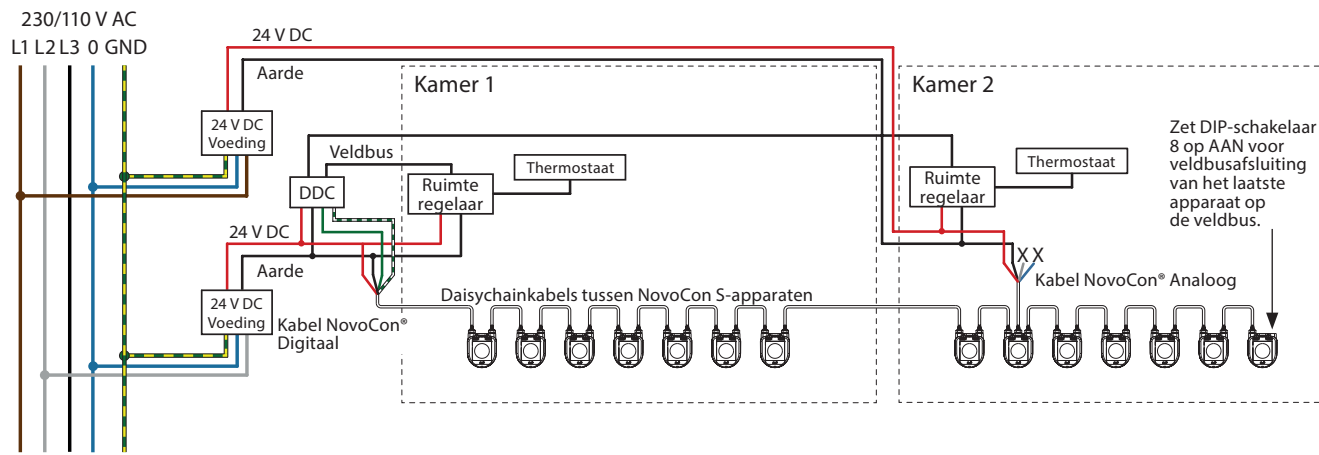 230/110 V AC
L1 L2 L3 0 GND
24 V DC
Aarde
24 V DC
Voeding
Kamer 1
Kamer 2
Veldbus
DDC
Ruimte
regelaar
Thermostaat
Ruimte
regelaar
Thermostaat
Zet DIP-schakelaar
8 op AAN voor
veldbusafsluiting
van het laatste
apparaat op
de veldbus.
24 V DC
Aarde
24 V DC
Voeding
Kabel NovoCon®
Digitaal
Daisychainkabels tussen NovoCon S-apparaten
X X
Kabel NovoCon® Analoog